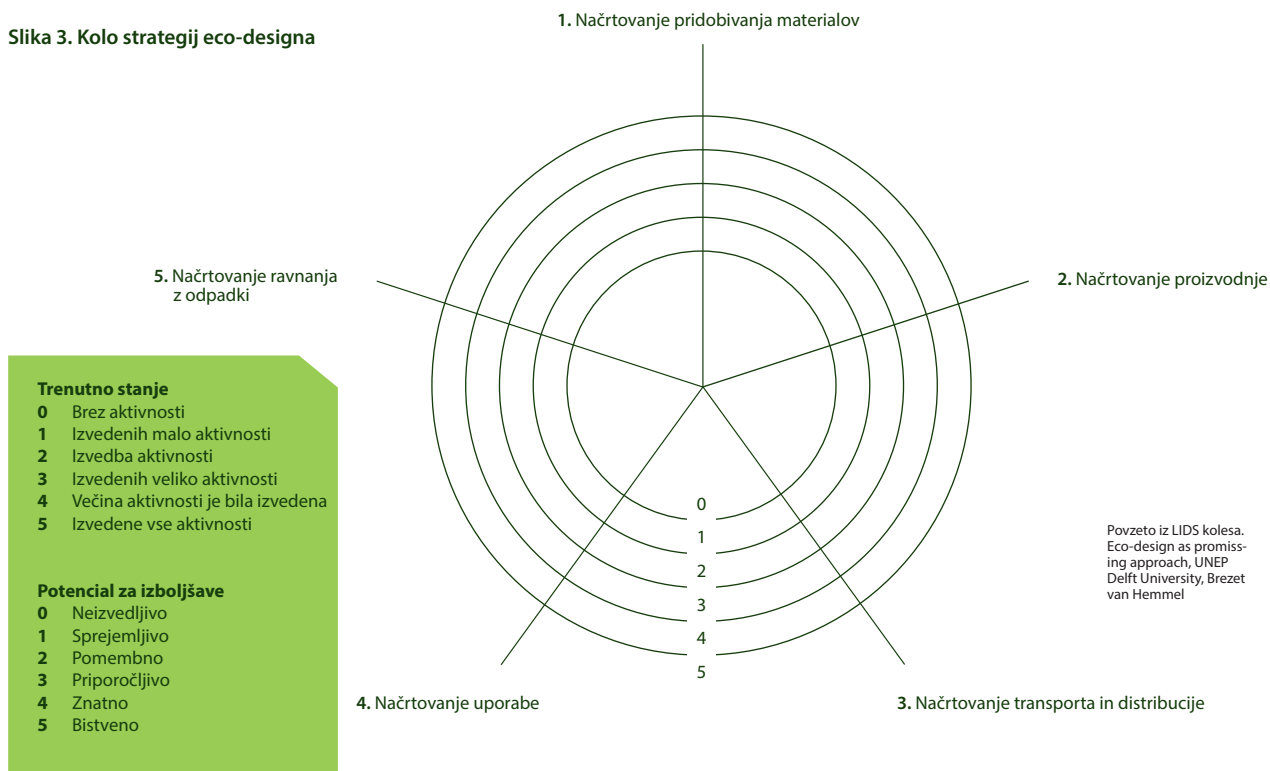 Slika 3. Kolo strategij eco-designa
1. Načrtovanje pridobivanja materialov
5. Načrtovanje ravnanja
z odpadki
2. Načrtovanje proizvodnje
Trenutno stanje
0 Brez aktivnosti
1 Izvedenih malo aktivnosti
2 Izvedba aktivnosti
3 Izvedenih veliko aktivnosti
4 Večina aktivnosti je bila izvedena
5 Izvedene vse aktivnosti
Potencial za izboljšave
0 Neizvedljivo
1 Sprejemljivo
2 Pomembno
3 Priporočljivo
4 Znatno
5 Bistveno
0
1
2
3
4
5
Povzeto iz LIDS kolesa.
Eco-design as promiss-
ing approach, UNEP
Delft University, Brezet
van Hemmel
4. Načrtovanje uporabe
3. Načrtovanje transporta in distribucije